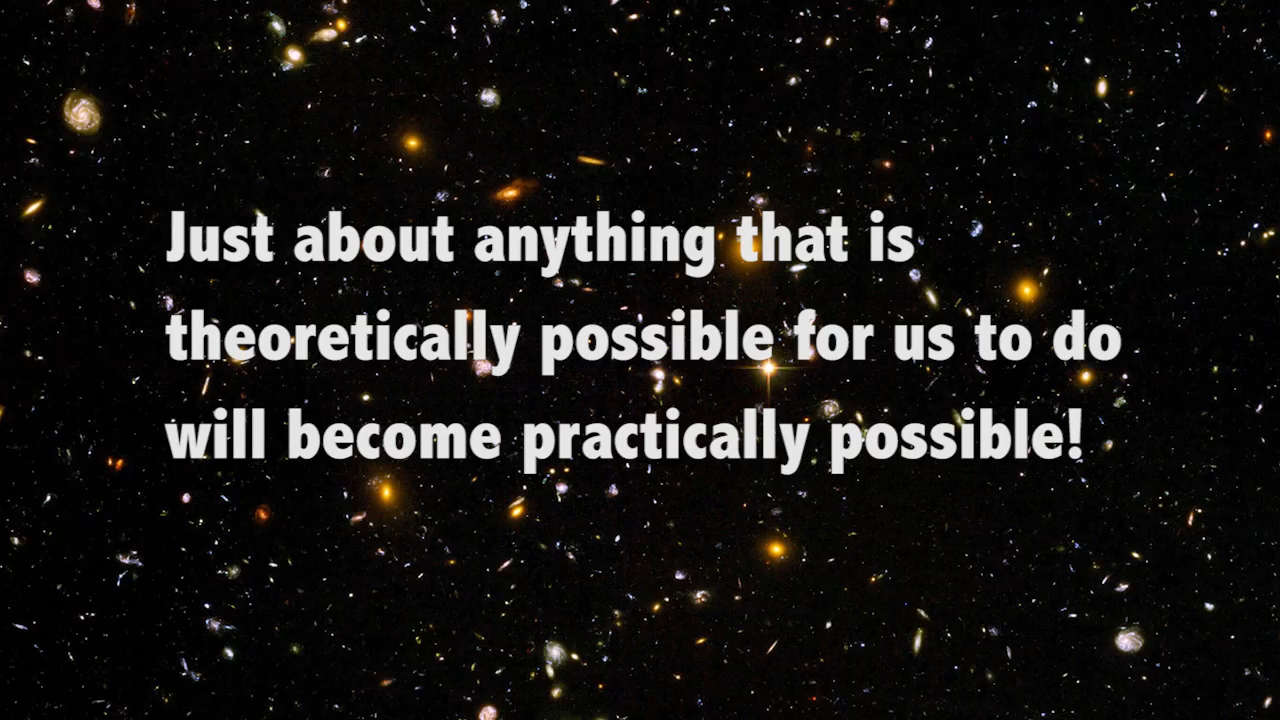 Just about anything that is
theoretically possible for us to do
will become practically possible!